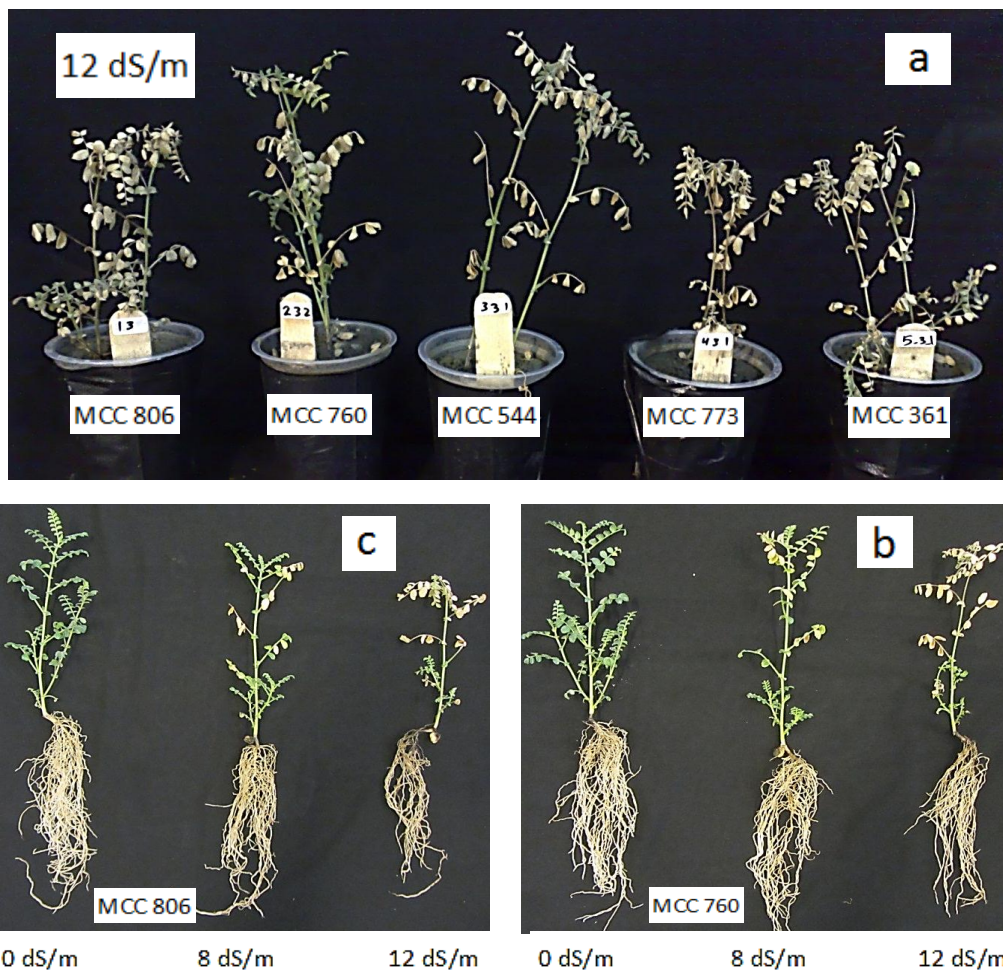 12 dS/m
a
13
232
331
431
5-31
MCC 806
MCC 760
MCC 544
MCC 773
MCC 361
c
MCC 806
0 dS/m
8 dS/m
12 dS/m
b
MCC 760
0 dS/m
8 dS/m
12 dS/m